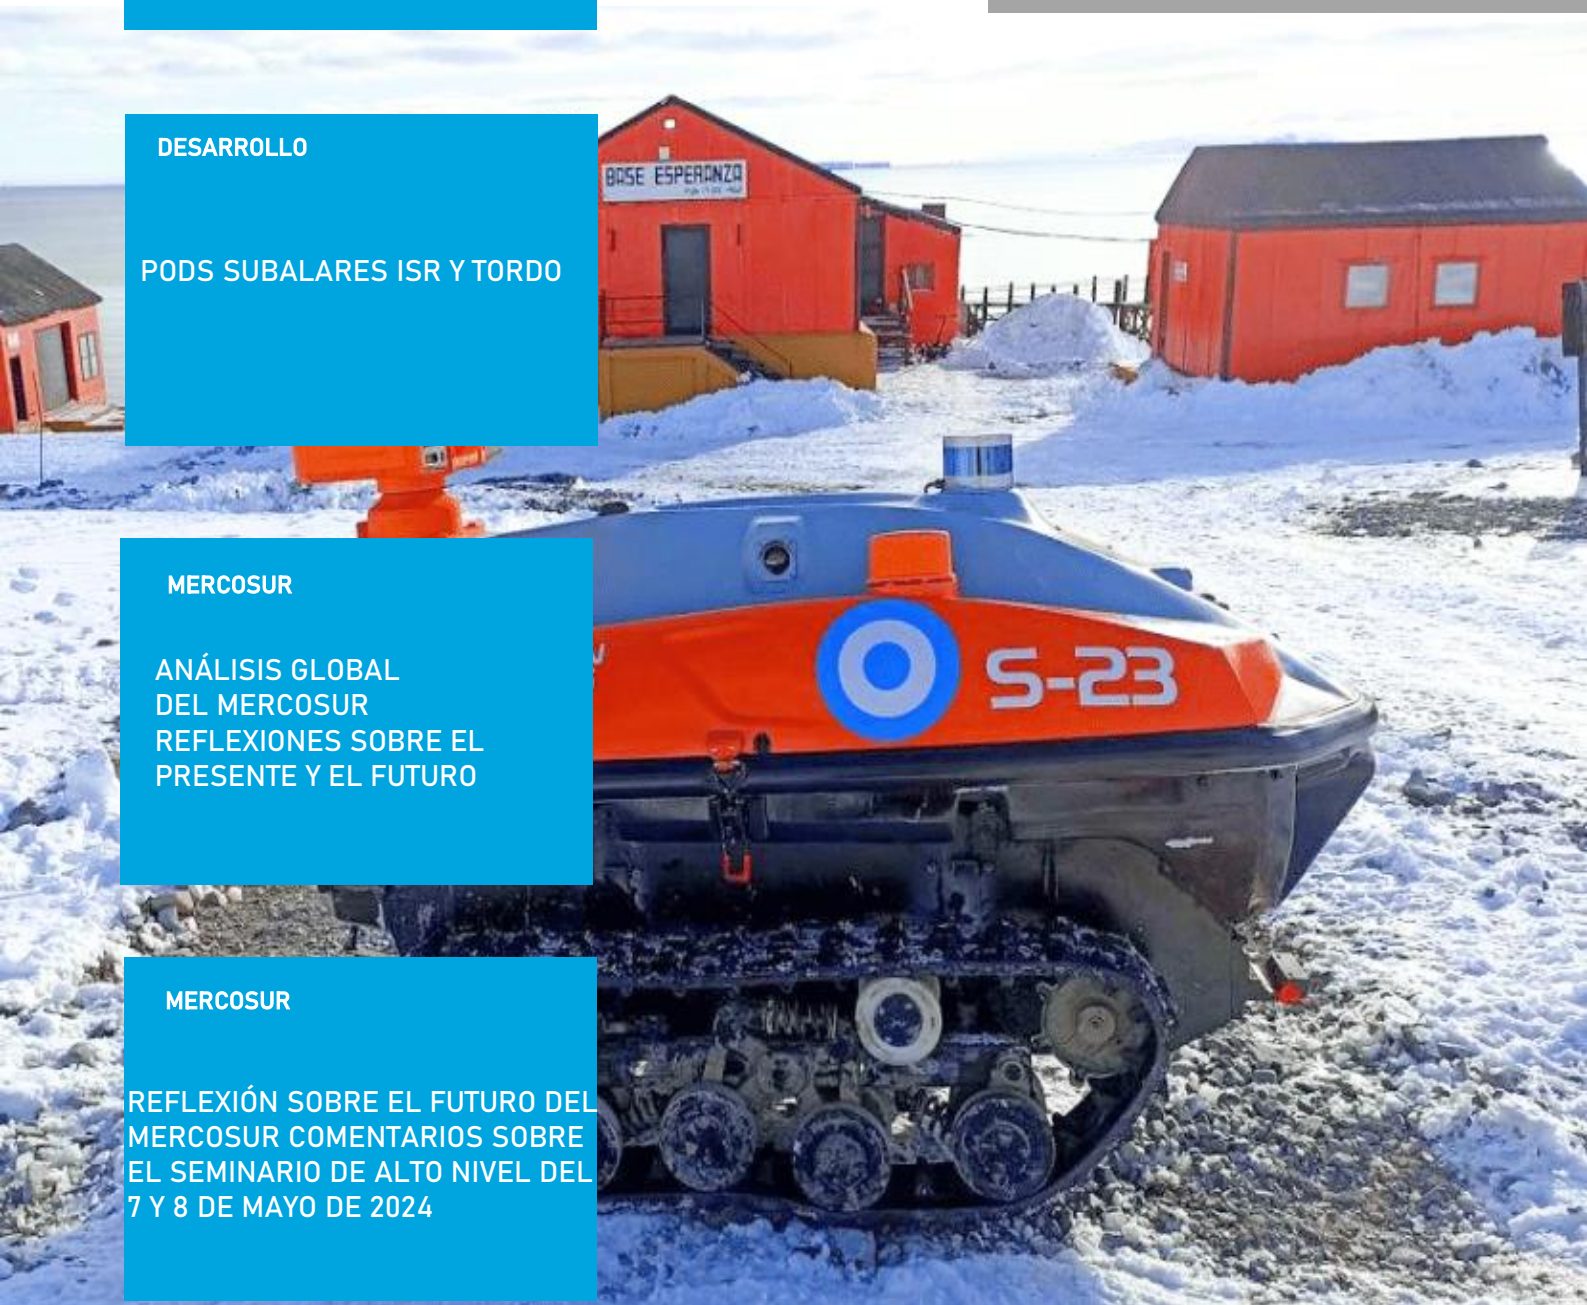 DESARROLLO
PODS SUBALARES ISR Y TORDO
BASE ESPERANZA
MERCOSUR
ANÁLISIS GLOBAL
DEL MERCOSUR
REFLEXIONES SOBRE EL
PRESENTE Y EL FUTURO
S-23
MERCOSUR
REFLEXIÓN SOBRE EL FUTURO DEL
MERCOSUR COMENTARIOS SOBRE
EL SEMINARIO DE ALTO NIVEL DEL
7 Y 8 DE MAYO DE 2024